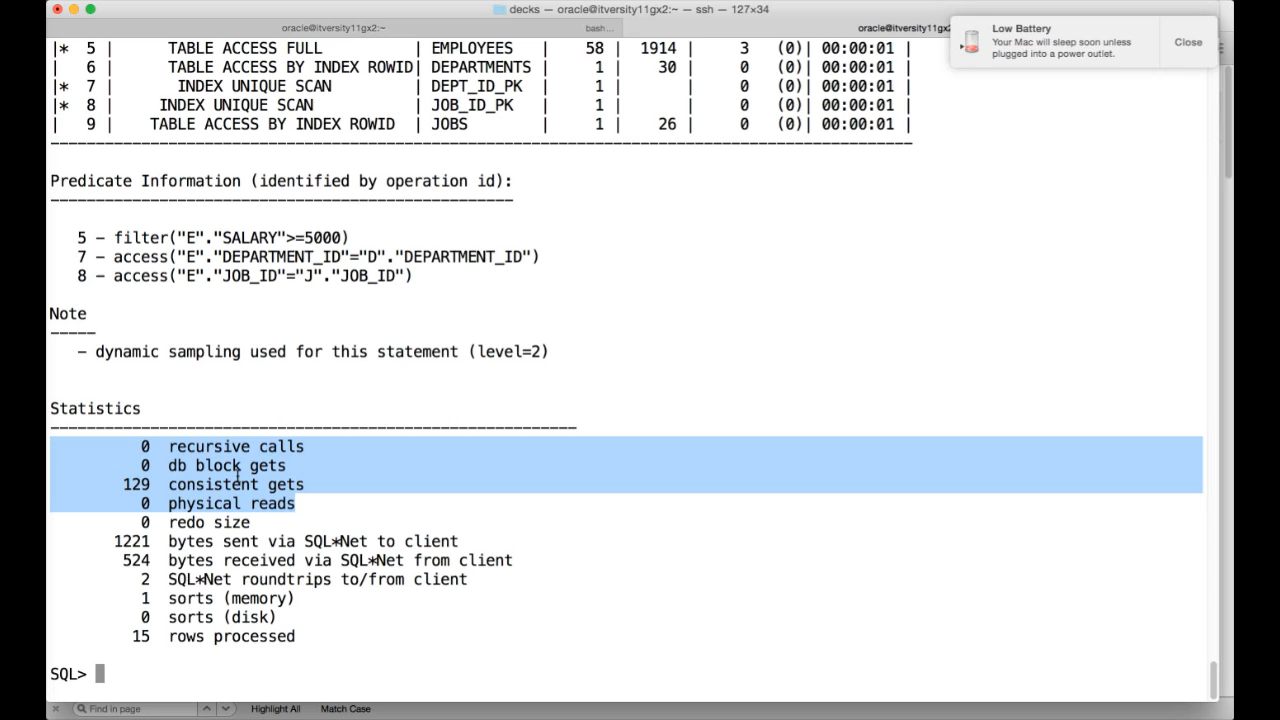 decks — oracle@itversity11gx2:~ — ssh — 127×34
oracle@itversity11gx2:~
bash...
oracle@itversity11gx2
Low Battery
Your Mac will sleep soon unless
plugged into a power outlet.
Close
|* 5 | TABLE ACCESS FULL | EMPLOYEES | 58 | 1914 | 3 (0)| 00:00:01 |
| 6 | TABLE ACCESS BY INDEX ROWID| DEPARTMENTS | 1 | 30 | 0 (0)| 00:00:01 |
|* 7 | INDEX UNIQUE SCAN | DEPT_ID_PK | 1 | | 0 (0)| 00:00:01 |
|* 8 | INDEX UNIQUE SCAN | JOB_ID_PK | 1 | | 0 (0)| 00:00:01 |
| 9 | TABLE ACCESS BY INDEX ROWID | JOBS | 1 | 26 | 0 (0)| 00:00:01 |
Predicate Information (identified by operation id):
5 – filter("E"."SALARY">=5000)
7 – access("E"."DEPARTMENT_ID"="D"."DEPARTMENT_ID")
8 – access("E"."JOB_ID"="J"."JOB_ID")
Note
-----
– dynamic sampling used for this statement (level=2)
Statistics
0 recursive calls
0 db block gets
129 consistent gets
0 physical reads
0 redo size
1221 bytes sent via SQL*Net to client
524 bytes received via SQL*Net from client
2 SQL*Net roundtrips to/from client
1 sorts (memory)
0 sorts (disk)
15 rows processed
SQL>
Find in page
Highlight All
Match Case